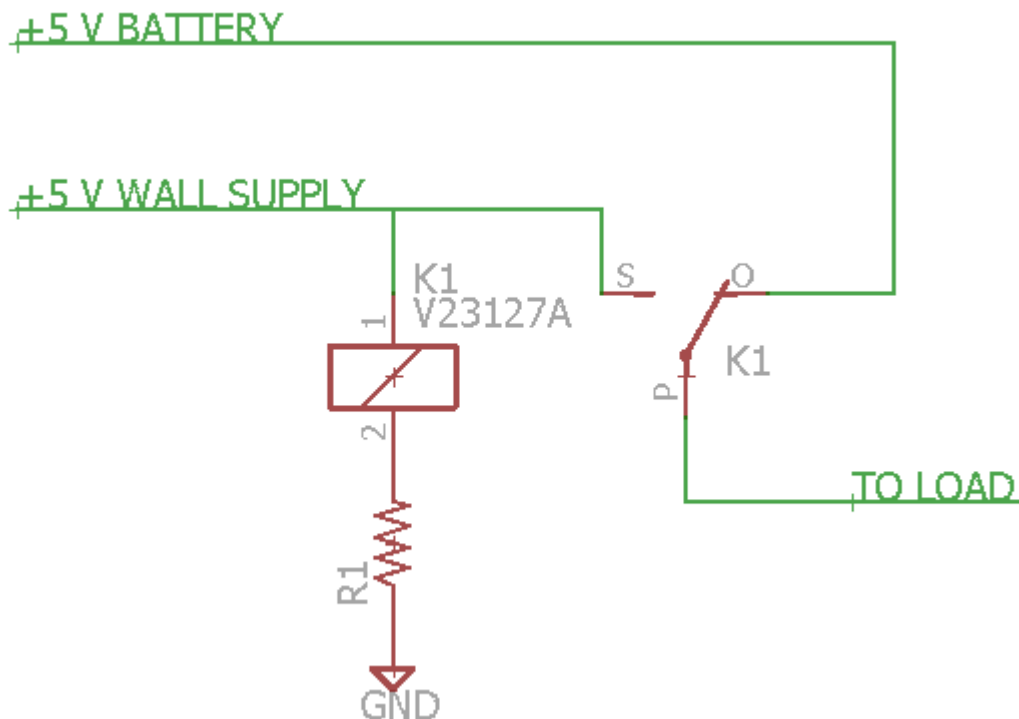 +5 V BATTERY
+5 V WALL SUPPLY
K1
V23127A
1
2
S
O
K1
P
TO LOAD
R1
GND